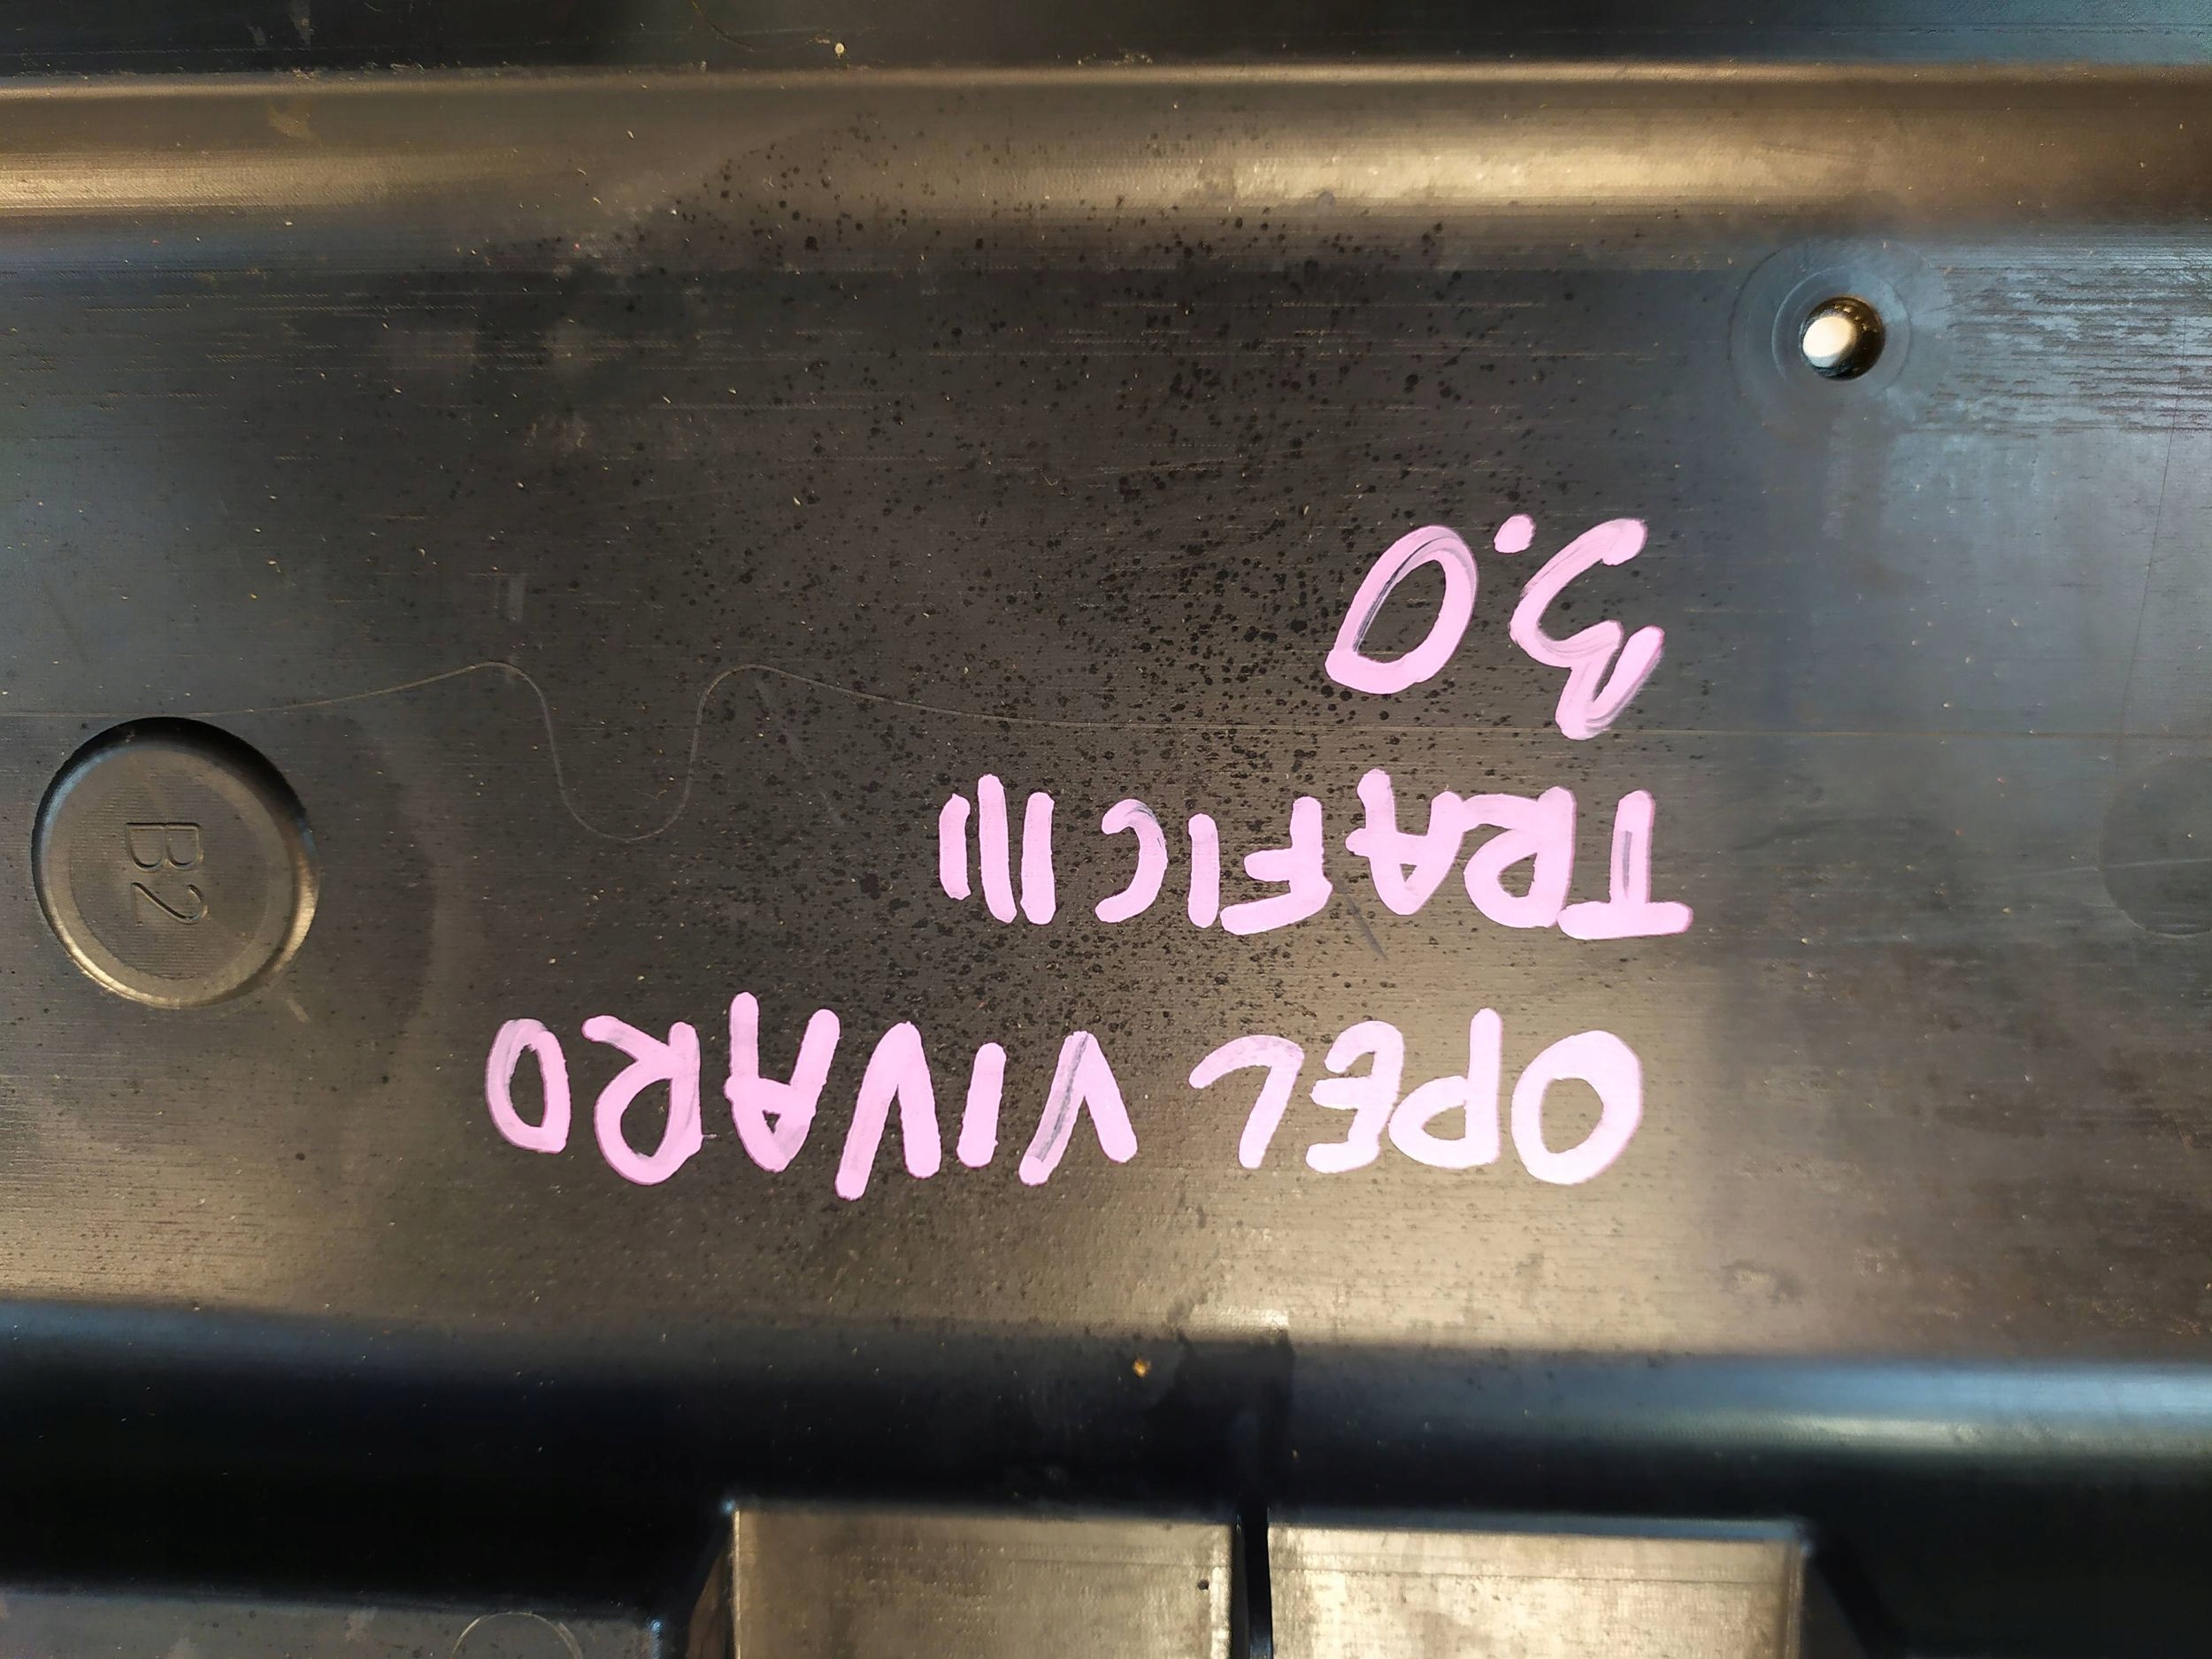 OPEL VIVARO
TRAFIC III
3.0
B2